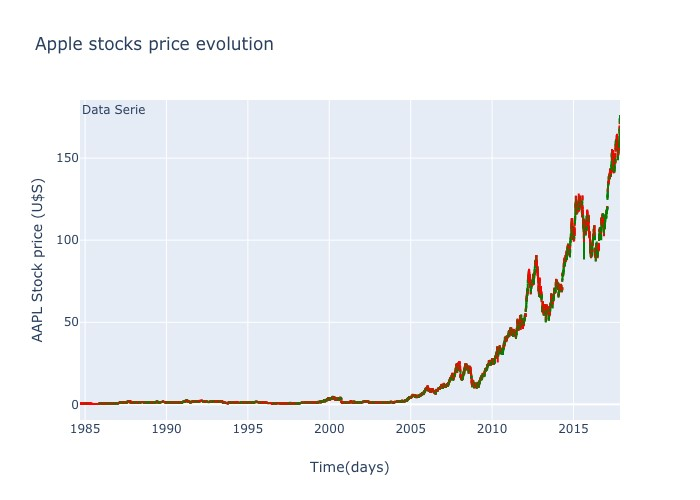 Apple stocks price evolution
Data Serie
AAPL Stock price (U$S)
150
100
50
0
1985 1990 1995 2000 2005 2010 2015
Time(days)